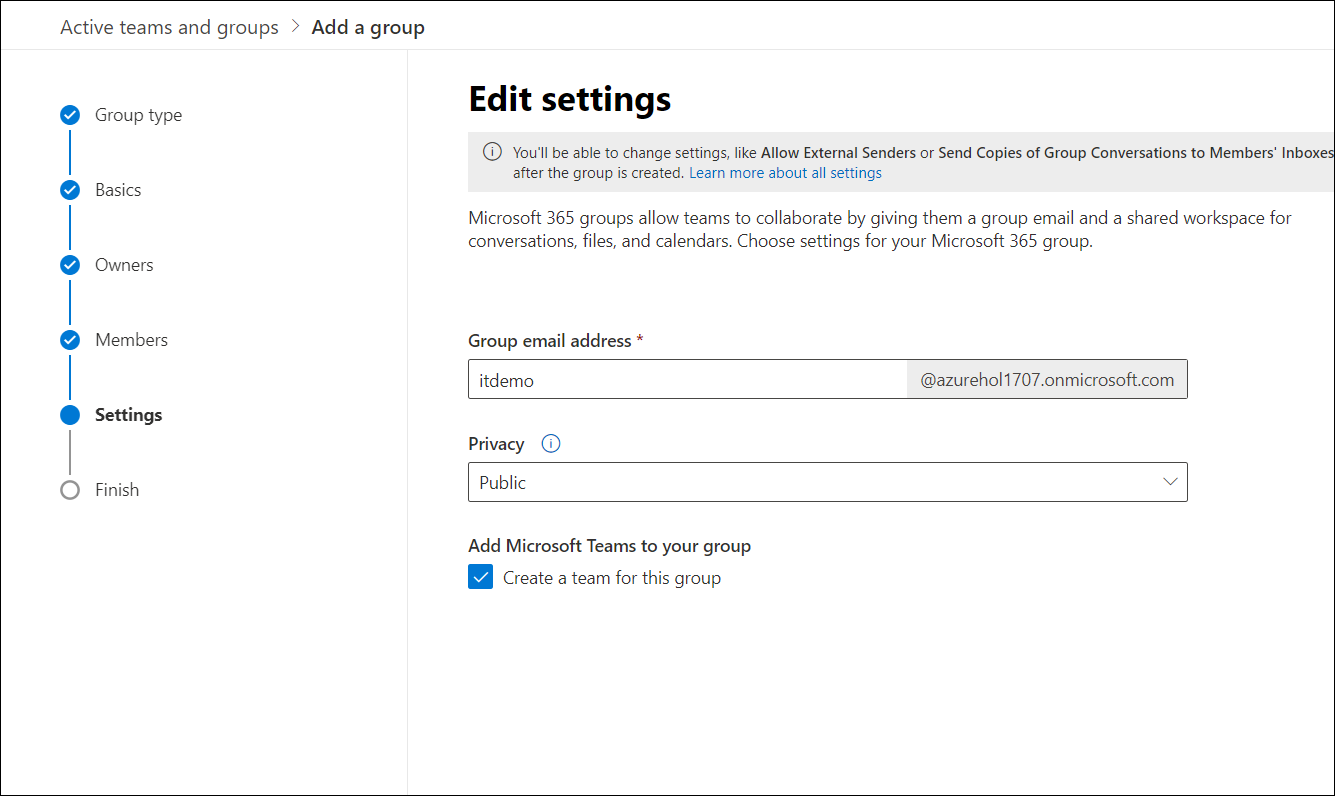 Active teams and groups > Add a group
Group type
Basics
Owners
Members
Settings
Finish
Edit settings
You'll be able to change settings, like Allow External Senders or Send Copies of Group Conversations to Members' Inboxes
after the group is created. Learn more about all settings
Microsoft 365 groups allow teams to collaborate by giving them a group email and a shared workspace for
conversations, files, and calendars. Choose settings for your Microsoft 365 group.
Group email address *
itdemo @azurehol1707.onmicrosoft.com
Privacy
Public
Add Microsoft Teams to your group
Create a team for this group